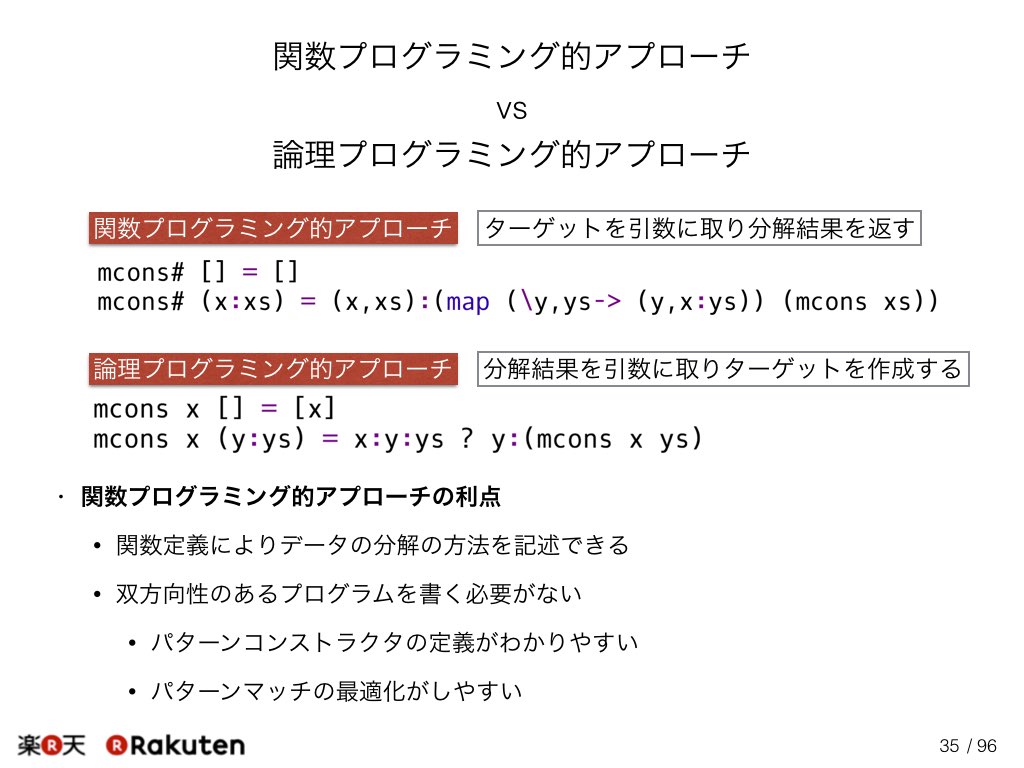 関数プログラミング的アプローチ
vs
論理プログラミング的アプローチ
関数プログラミング的アプローチ ターゲットを引数に取り分解結果を返す
mcons# [] = []
mcons# (x:xs) = (x,xs):(map (\y,ys-> (y,x:ys)) (mcons xs))
論理プログラミング的アプローチ 分解結果を引数に取りターゲットを作成する
mcons x [] = [x]
mcons x (y:ys) = x:y:ys ? y:(mcons x ys)
・ 関数プログラミング的アプローチの利点
• 関数定義によりデータの分解の方法を記述できる
• 双方向性のあるプログラムを書く必要がない
• パターンコンストラクタの定義がわかりやすい
• パターンマッチの最適化がしやすい
楽R天 R Rakuten 35 / 96